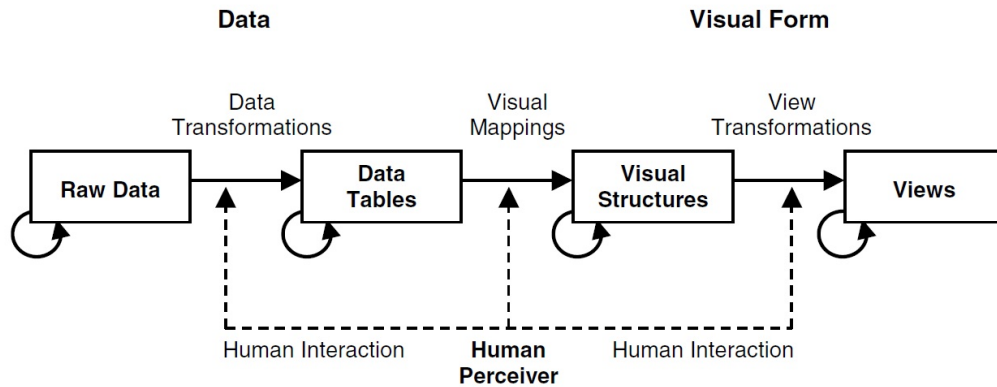 Data
Visual Form
Data
Transformations
Visual
Mappings
View
Transformations
Raw Data
Data
Tables
Visual
Structures
Views
Human Interaction
Human
Perceiver
Human Interaction